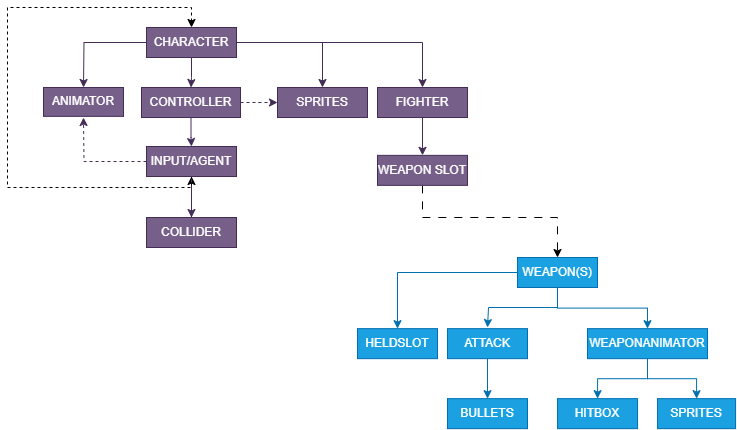 CHARACTER
ANIMATOR
CONTROLLER
SPRITES
FIGHTER
INPUT/AGENT
WEAPON SLOT
COLLIDER
WEAPON(S)
HELDSLOT
ATTACK
WEAPONANIMATOR
BULLETS
HITBOX
SPRITES